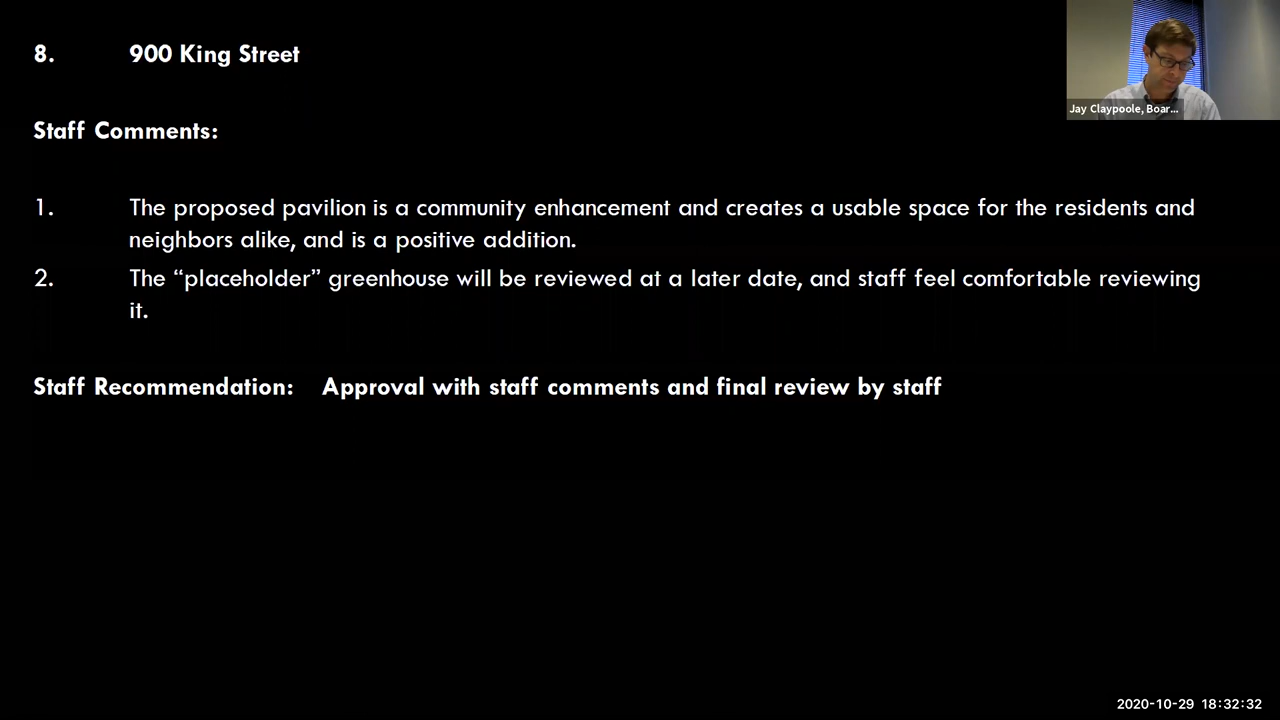 8. 900 King Street
Jay Claypoole, Boar...
Staff Comments:
1. The proposed pavilion is a community enhancement and creates a usable space for the residents and
neighbors alike, and is a positive addition.
2. The “placeholder” greenhouse will be reviewed at a later date, and staff feel comfortable reviewing
it.
Staff Recommendation: Approval with staff comments and final review by staff
2020-10-29 18:32:32